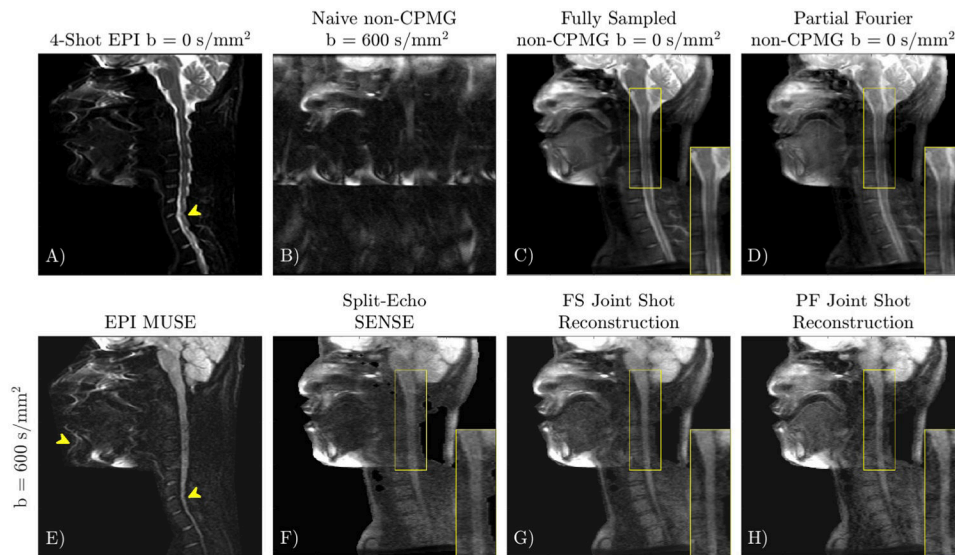 4-Shot EPI b = 0 s/mm²
Naive non-CPMG
b = 600 s/mm²
Fully Sampled
non-CPMG b = 0 s/mm²
Partial Fourier
non-CPMG b = 0 s/mm²
A)
B)
C)
D)
EPI MUSE
Split-Echo
SENSE
FS Joint Shot
Reconstruction
PF Joint Shot
Reconstruction
b = 600 s/mm²
E)
F)
G)
H)